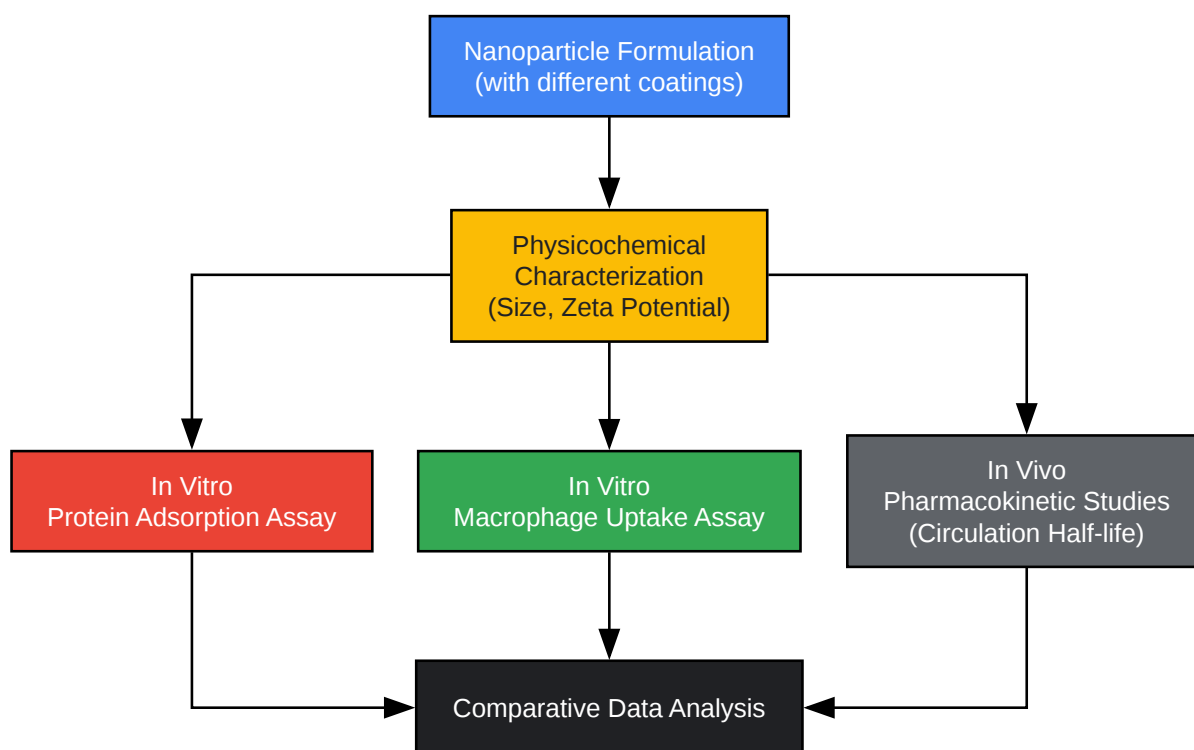 Nanoparticle Formulation
(with different coatings)
Physicochemical
Characterization
(Size, Zeta Potential)
In Vitro
Protein Adsorption Assay
In Vitro
Macrophage Uptake Assay
In Vivo
Pharmacokinetic Studies
(Circulation Half-life)
Comparative Data Analysis